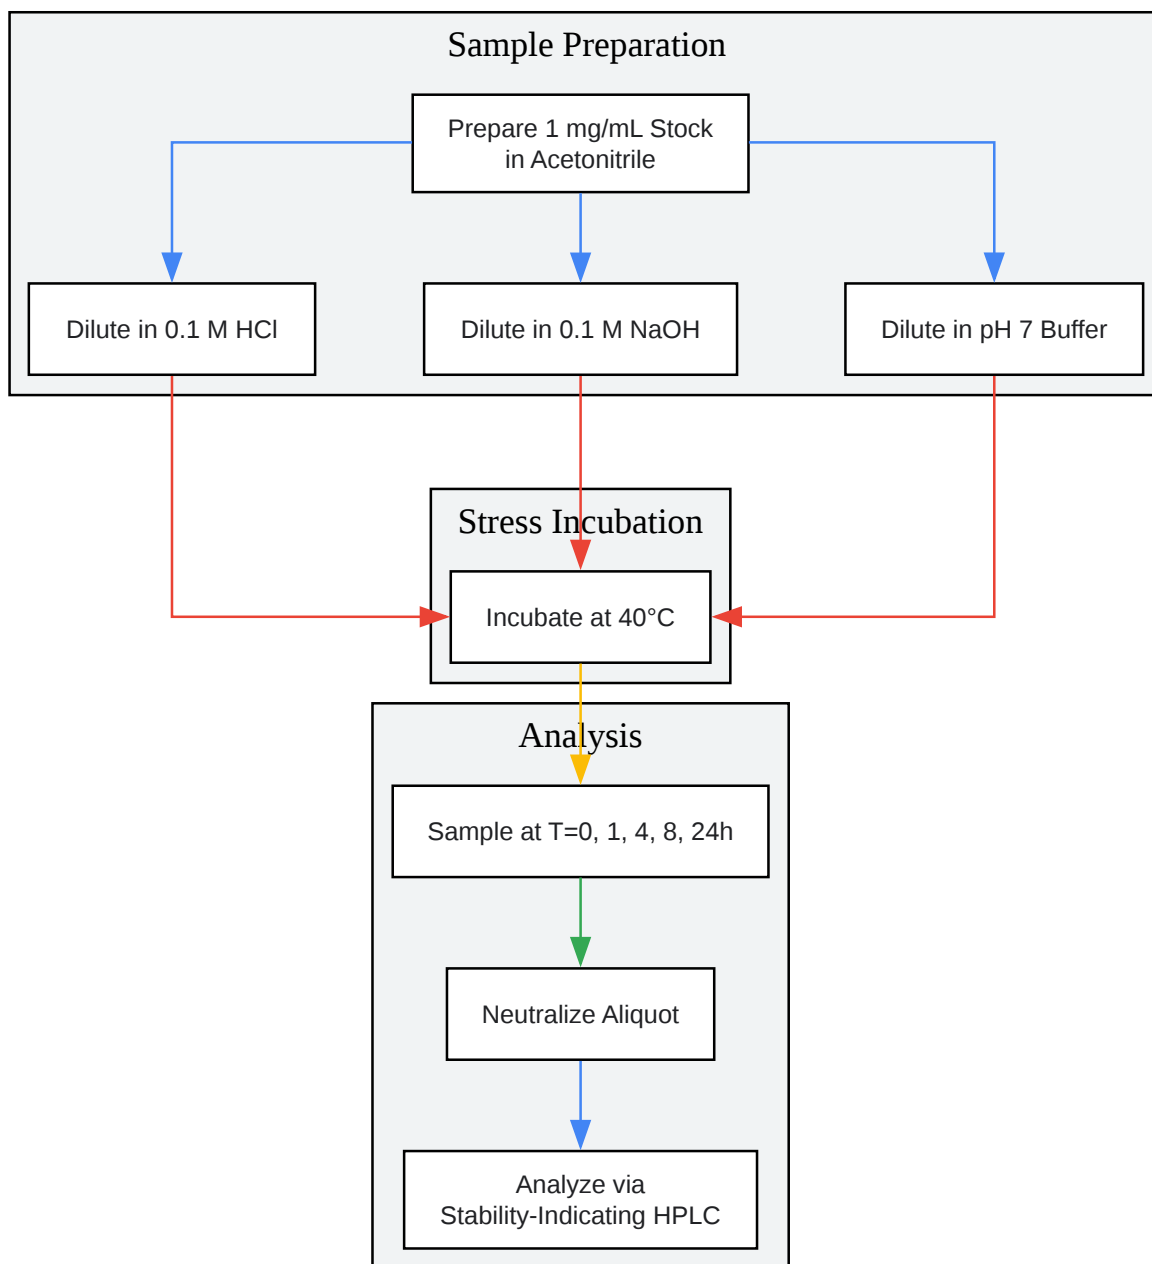 Sample Preparation
Prepare 1 mg/mL Stock
in Acetonitrile
Dilute in 0.1 M HCl
Dilute in 0.1 M NaOH
Dilute in pH 7 Buffer
Stress Incubation
Incubate at 40°C
Analysis
Sample at T=0, 1, 4, 8, 24h
Neutralize Aliquot
Analyze via
Stability-Indicating HPLC